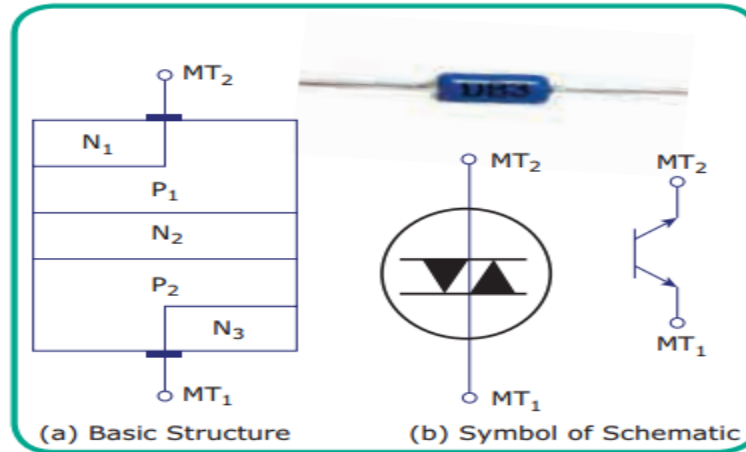 MT₂
DB3
N₁
P₁
N₂
P₂
N₃
MT₁
MT₂
MT₁
MT₂
MT₁
(a) Basic Structure
(b) Symbol of Schematic